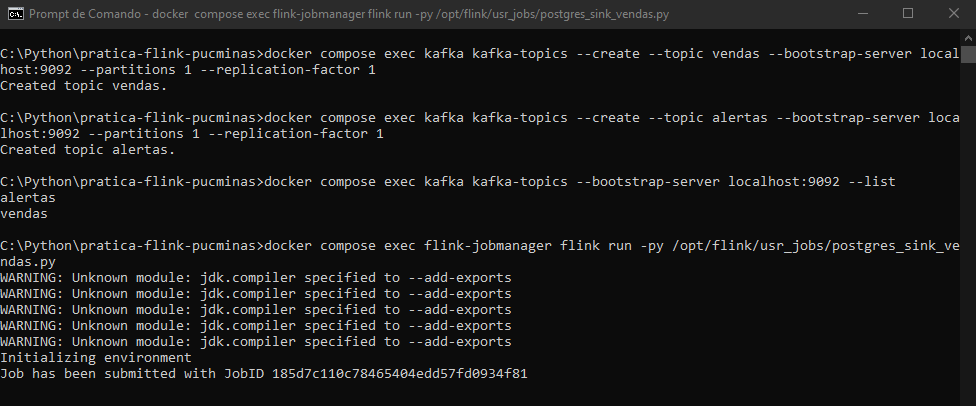 Prompt de Comando - docker  compose exec flink-jobmanager flink run -py /opt/flink/usr_jobs/postgres_sink_vendas.py
C:\Python\pratica-flink-pucminas>docker compose exec kafka kafka-topics --create --topic vendas --bootstrap-server local
host:9092 --partitions 1 --replication-factor 1
Created topic vendas.
C:\Python\pratica-flink-pucminas>docker compose exec kafka kafka-topics --create --topic alertas --bootstrap-server loca
lhost:9092 --partitions 1 --replication-factor 1
Created topic alertas.
C:\Python\pratica-flink-pucminas>docker compose exec kafka kafka-topics --bootstrap-server localhost:9092 --list
alertas
vendas
C:\Python\pratica-flink-pucminas>docker compose exec flink-jobmanager flink run -py /opt/flink/usr_jobs/postgres_sink_ve
ndas.py
WARNING: Unknown module: jdk.compiler specified to --add-exports
WARNING: Unknown module: jdk.compiler specified to --add-exports
WARNING: Unknown module: jdk.compiler specified to --add-exports
WARNING: Unknown module: jdk.compiler specified to --add-exports
WARNING: Unknown module: jdk.compiler specified to --add-exports
Initializing environment
Job has been submitted with JobID 185d7c110c78465404edd57fd0934f81